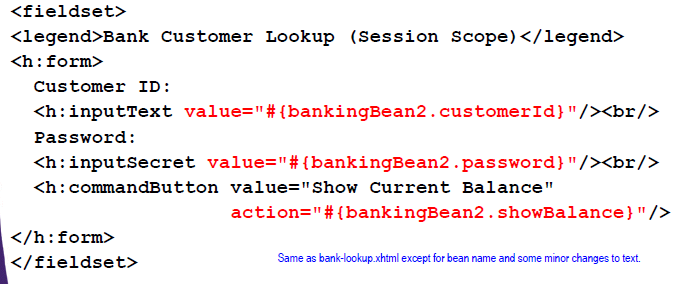 <fieldset>
<legend>Bank Customer Lookup (Session Scope)</legend>
<h:form>
Customer ID:
<h:inputText value="#{bankingBean2.customerId}"/><br/>
Password:
<h:inputSecret value="#{bankingBean2.password}"/><br/>
<h:commandButton value="Show Current Balance"
action="#{bankingBean2.showBalance}"/>
</h:form>
</fieldset>
Same as bank-lookup.xhtml except for bean name and some minor changes to text.